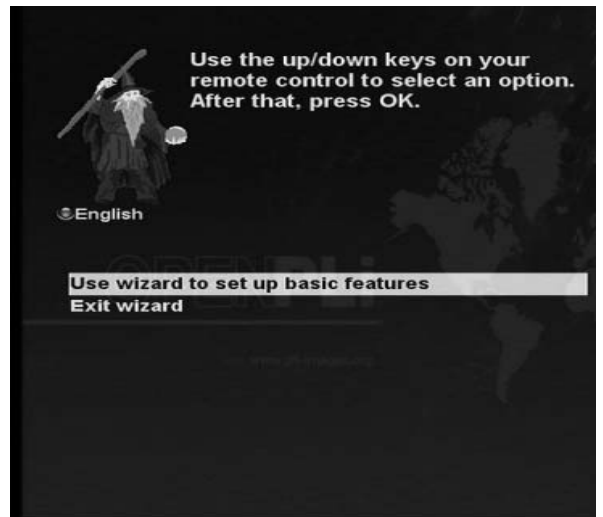 Use the up/down keys on your
remote control to select an option.
After that, press OK.
English
OPENPLi
Use wizard to set up basic features
Exit wizard